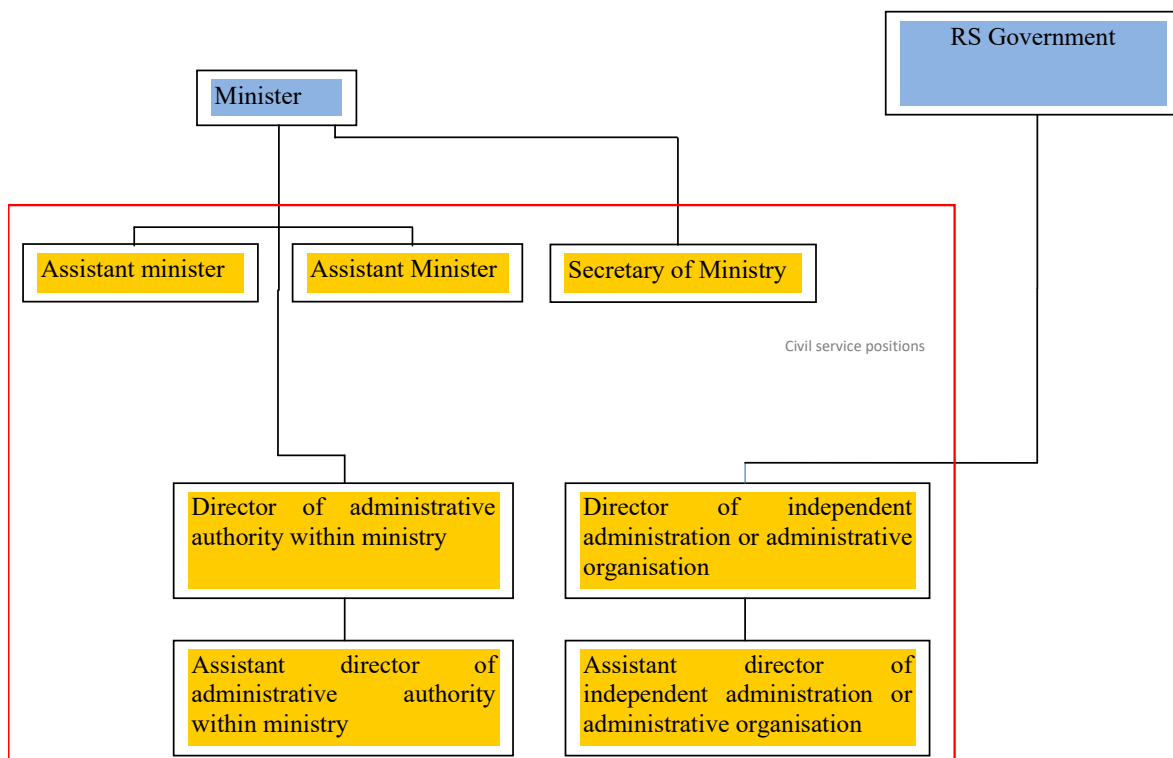 RS Government
Minister
Assistant minister
Assistant Minister
Secretary of Ministry
Civil service positions
Director of administrative
authority within ministry
Director of independent
administration or administrative
organisation
Assistant director of
administrative authority
within ministry
Assistant director of
independent administration or
administrative organisation